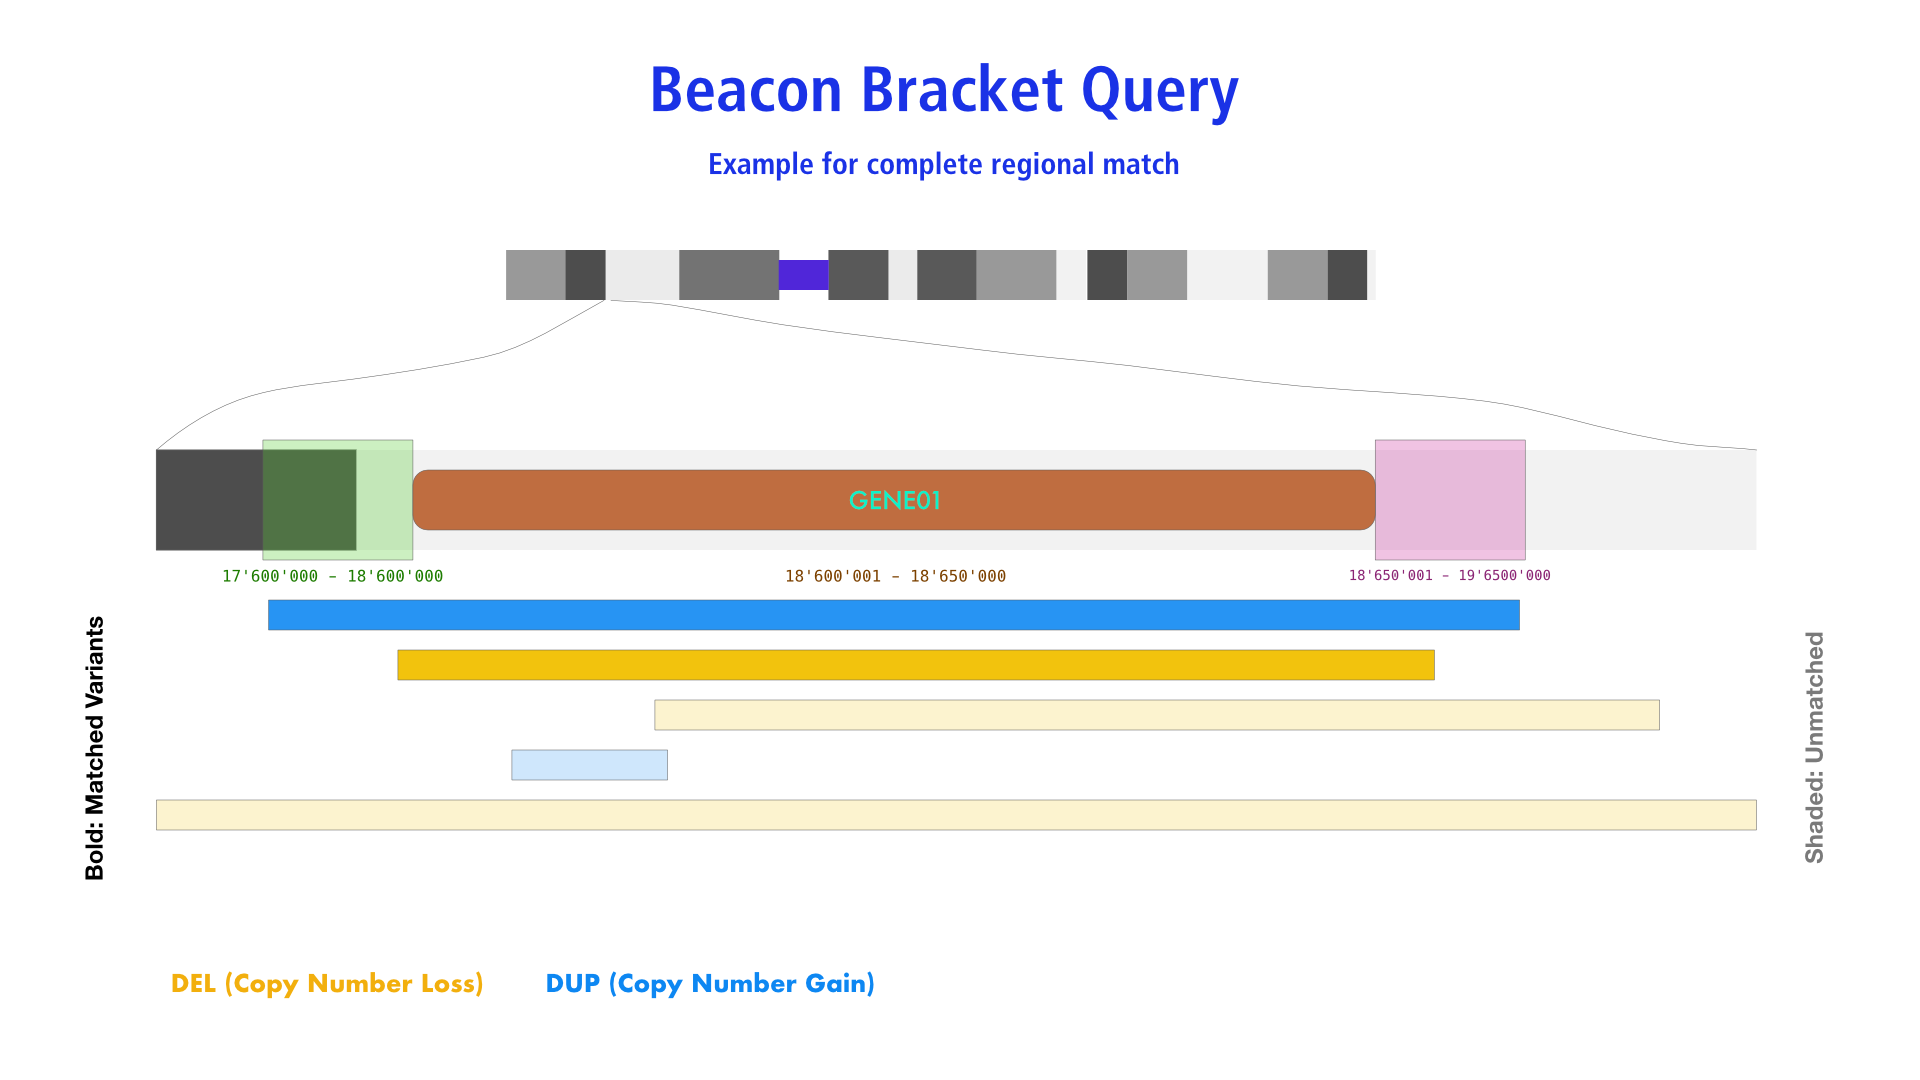 Beacon Bracket Query
Example for complete regional match
GENE01
17'600'000 - 18'600'000
18'600'001 - 18'650'000
18'650'001 - 19'6500'000
Bold: Matched Variants
Shaded: Unmatched
DEL (Copy Number Loss)
DUP (Copy Number Gain)